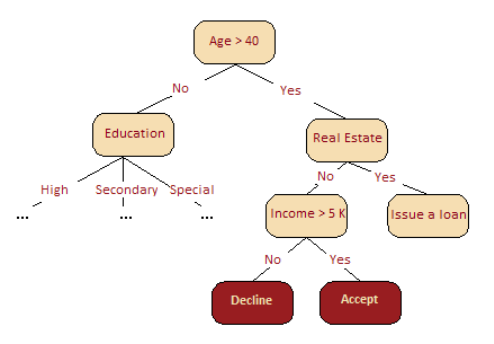 Age > 40
No
Yes
Education
Real Estate
High
Secondary
Special
No
Yes
...
...
...
Income > 5 K
Issue a loan
No
Yes
Decline
Accept